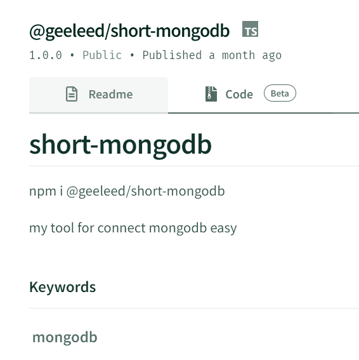 @geeleed/short-mongodb TS
1.0.0 • Public • Published a month ago
Readme
Code Beta
short-mongodb
npm i @geeleed/short-mongodb
my tool for connect mongodb easy
Keywords
mongodb